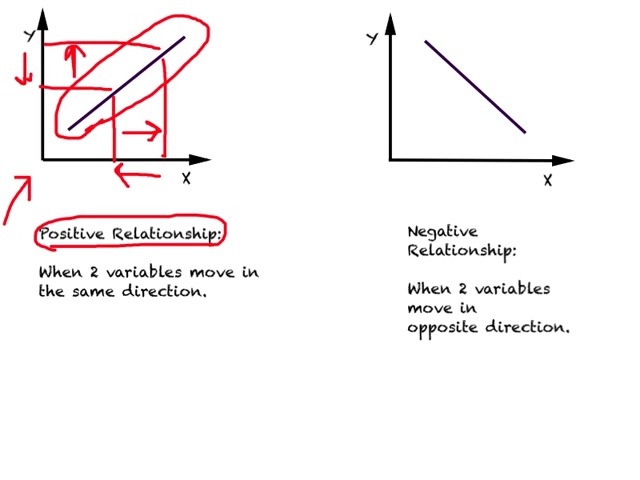 Y
X
Positive Relationship:
When 2 variables move in
the same direction.
Y
X
Negative
Relationship:
When 2 variables
move in
opposite direction.